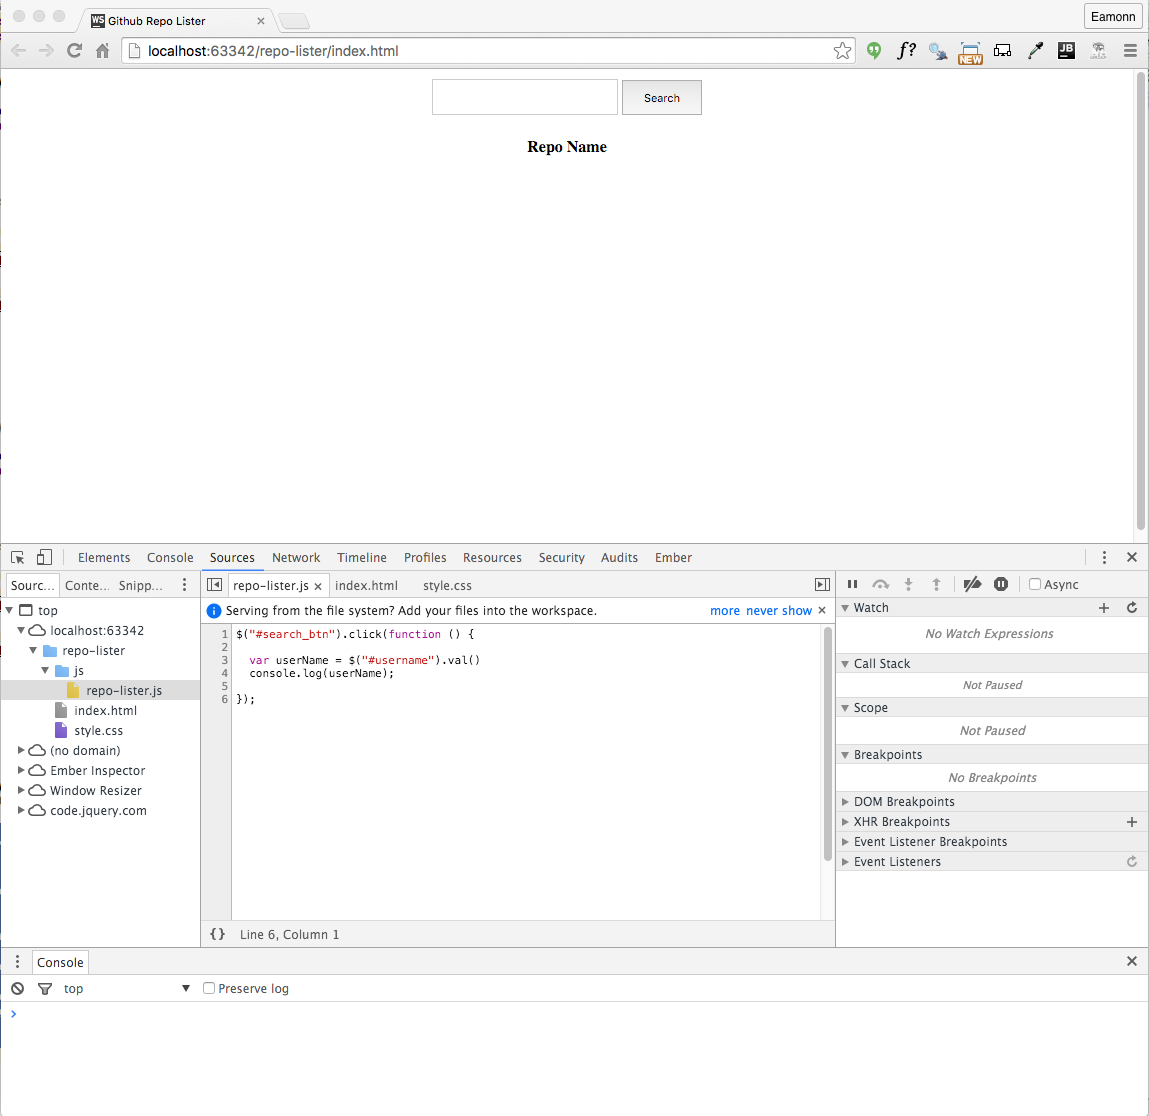 WS Github Repo Lister ×
Eamonn
localhost:63342/repo-lister/index.html
f?
NEW
JB
Search
Repo Name
Elements Console Sources Network Timeline Profiles Resources Security Audits Ember
Sourc... Conte... Snipp...
repo-lister.js × index.html style.css
Async
Serving from the file system? Add your files into the workspace. more never show ×
top
localhost:63342
repo-lister
js
repo-lister.js
index.html
style.css
(no domain)
Ember Inspector
Window Resizer
code.jquery.com
1 $("#search_btn").click(function () {
2
3 var userName = $("#username").val()
4 console.log(userName);
5
6 });
{} Line 6, Column 1
Watch
No Watch Expressions
Call Stack
Not Paused
Scope
Not Paused
Breakpoints
No Breakpoints
DOM Breakpoints
XHR Breakpoints
Event Listener Breakpoints
Event Listeners
Console
top Preserve log
>